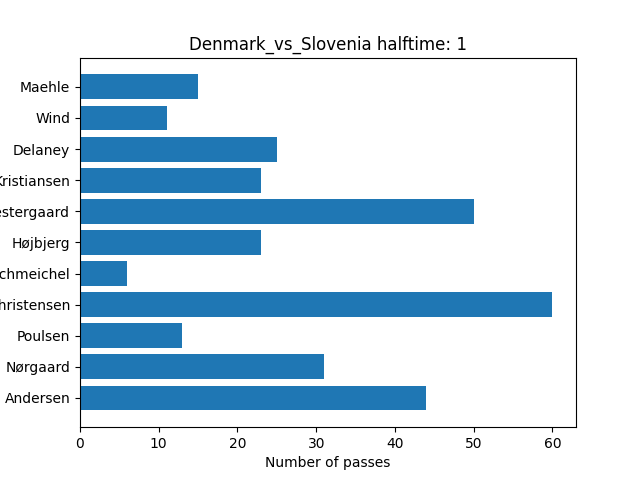 Denmark_vs_Slovenia halftime: 1
Maehle
Wind
Delaney
Kristiansen
estergaard
Højbjerg
chmeichel
hristensen
Poulsen
Nørgaard
Andersen
0 10 20 30 40 50 60
Number of passes